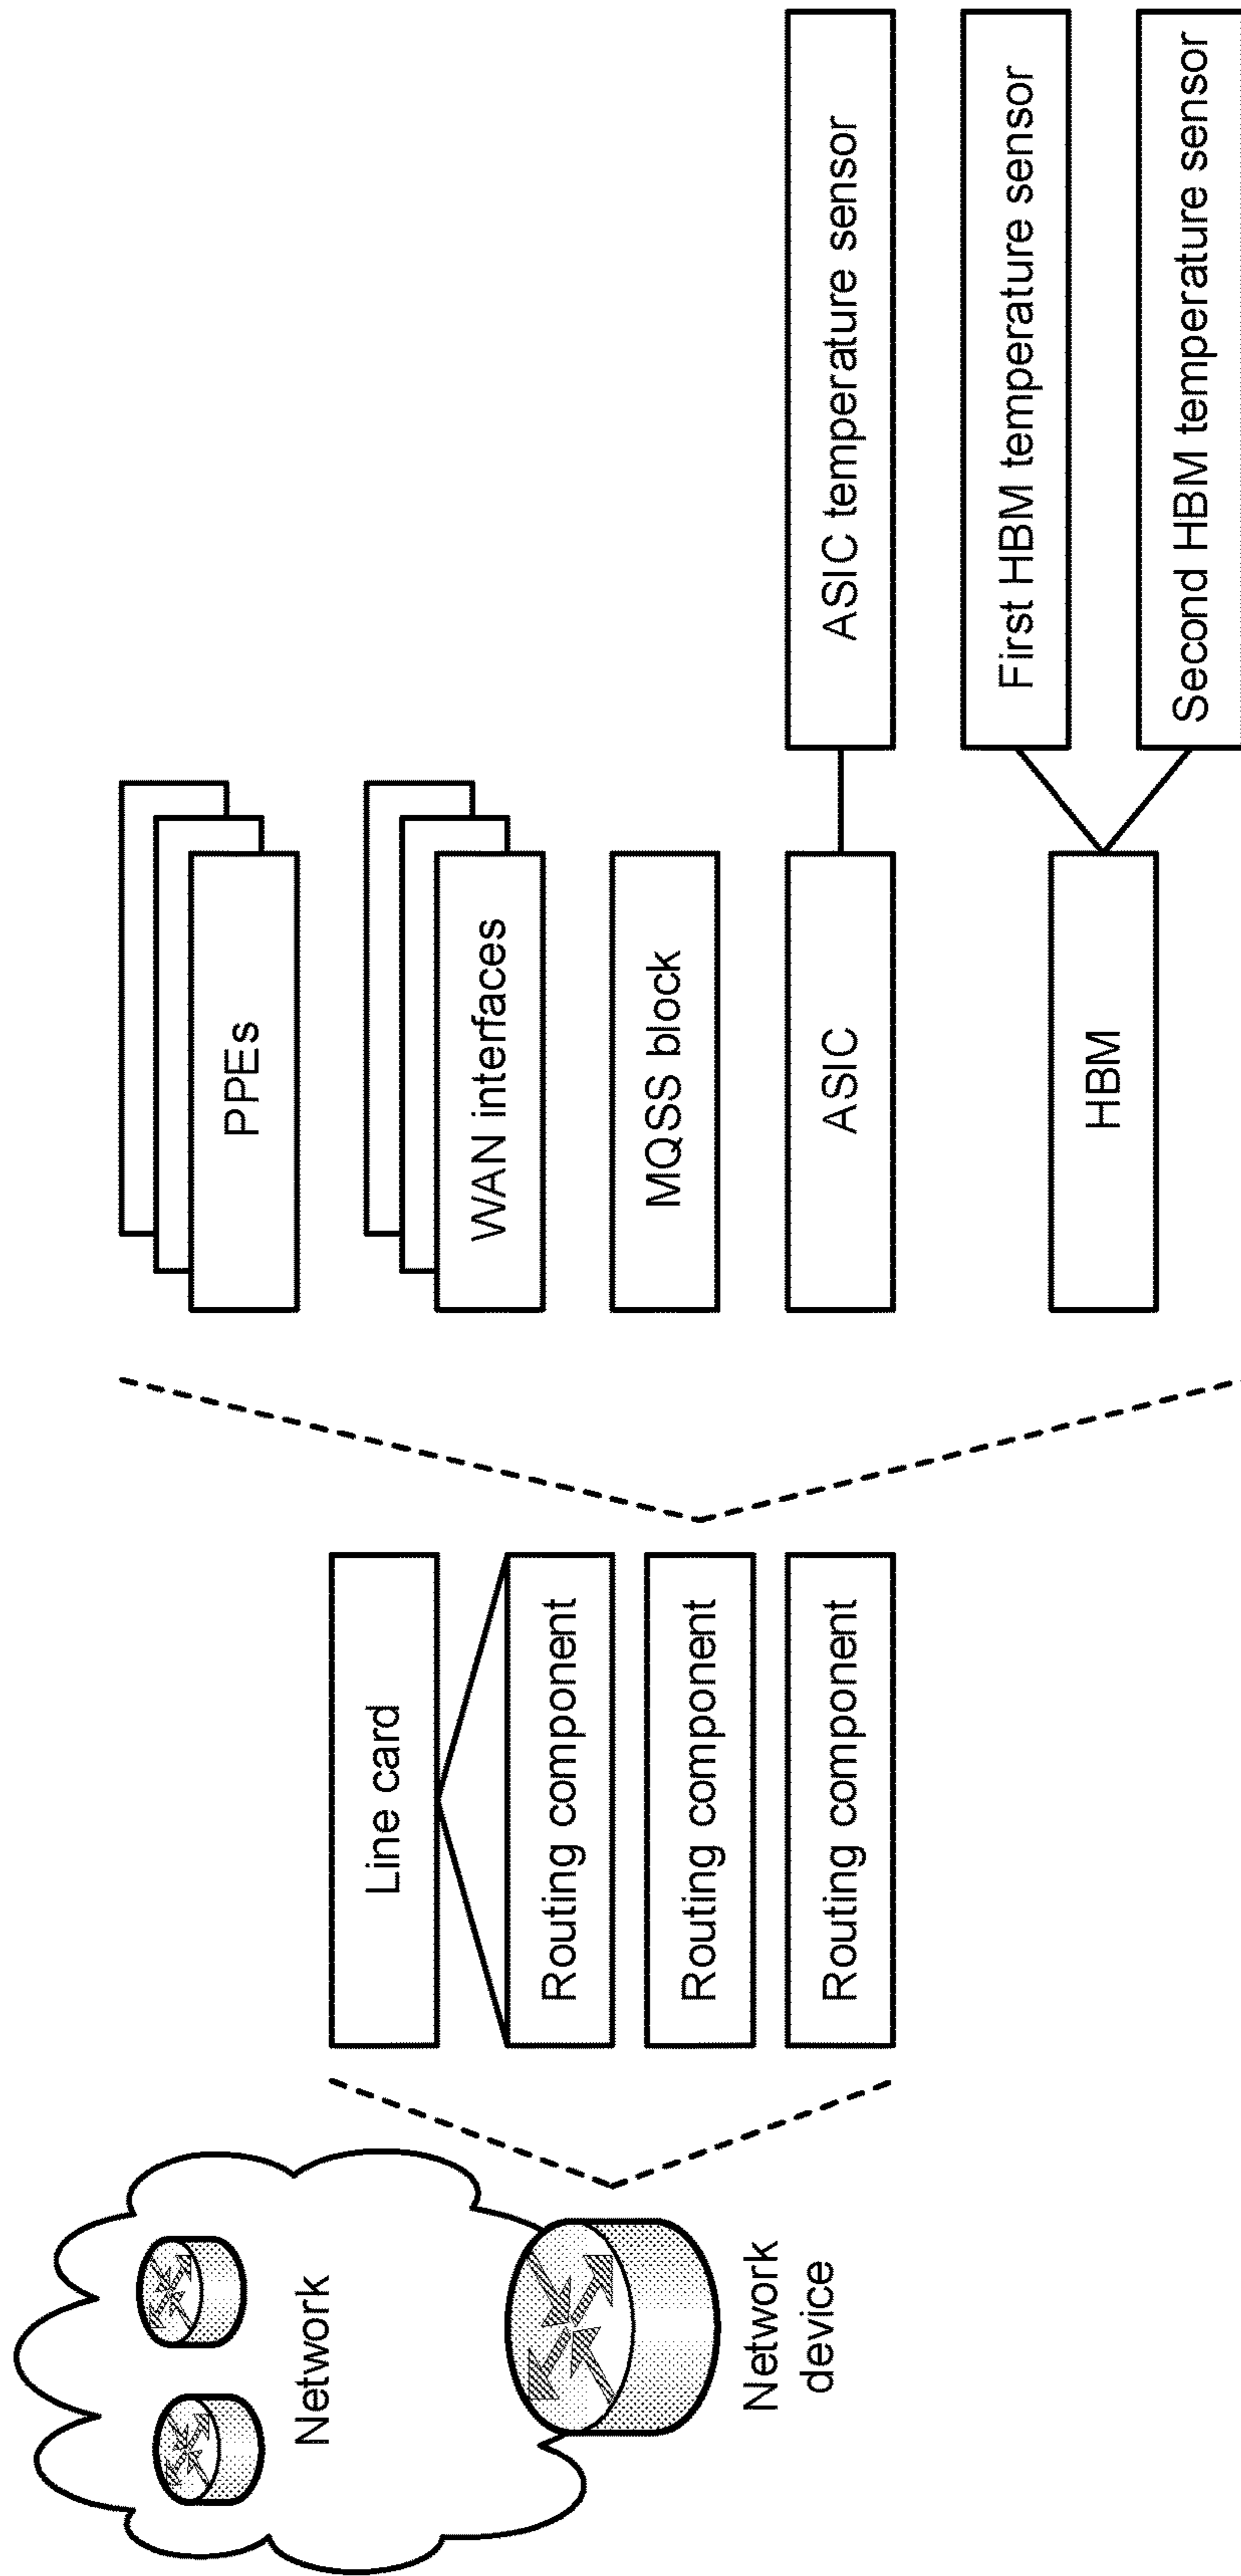 Network
Network
device
Line card
Routing component
Routing component
Routing component
PPEs
WAN interfaces
MQSS block
ASIC
HBM
ASIC temperature sensor
First HBM temperature sensor
Second HBM temperature sensor